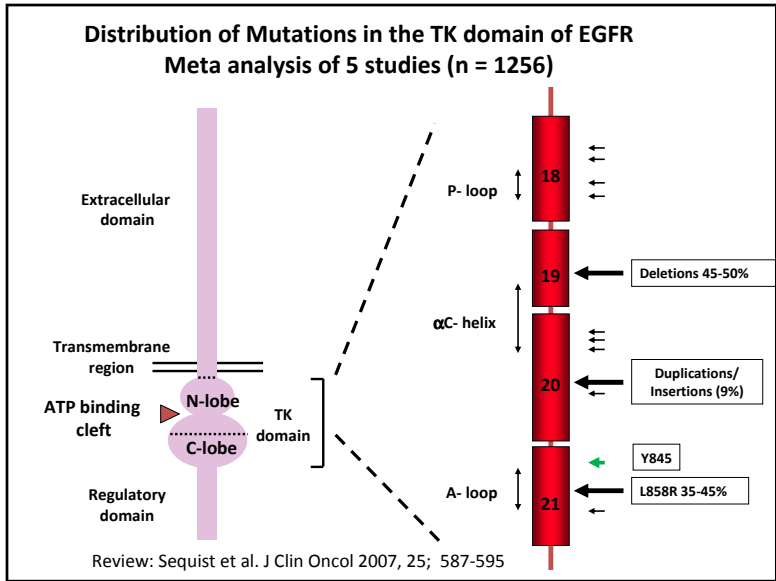 Distribution of Mutations in the TK domain of EGFR
Meta analysis of 5 studies (n = 1256)
Extracellular
domain
Transmembrane
region
ATP binding
cleft
N-lobe
C-lobe
TK
domain
Regulatory
domain
P- loop
αC- helix
A- loop
18
19
20
21
Deletions 45-50%
Duplications/
Insertions (9%)
Y845
L858R 35-45%
Review: Sequist et al. J Clin Oncol 2007, 25; 587-595